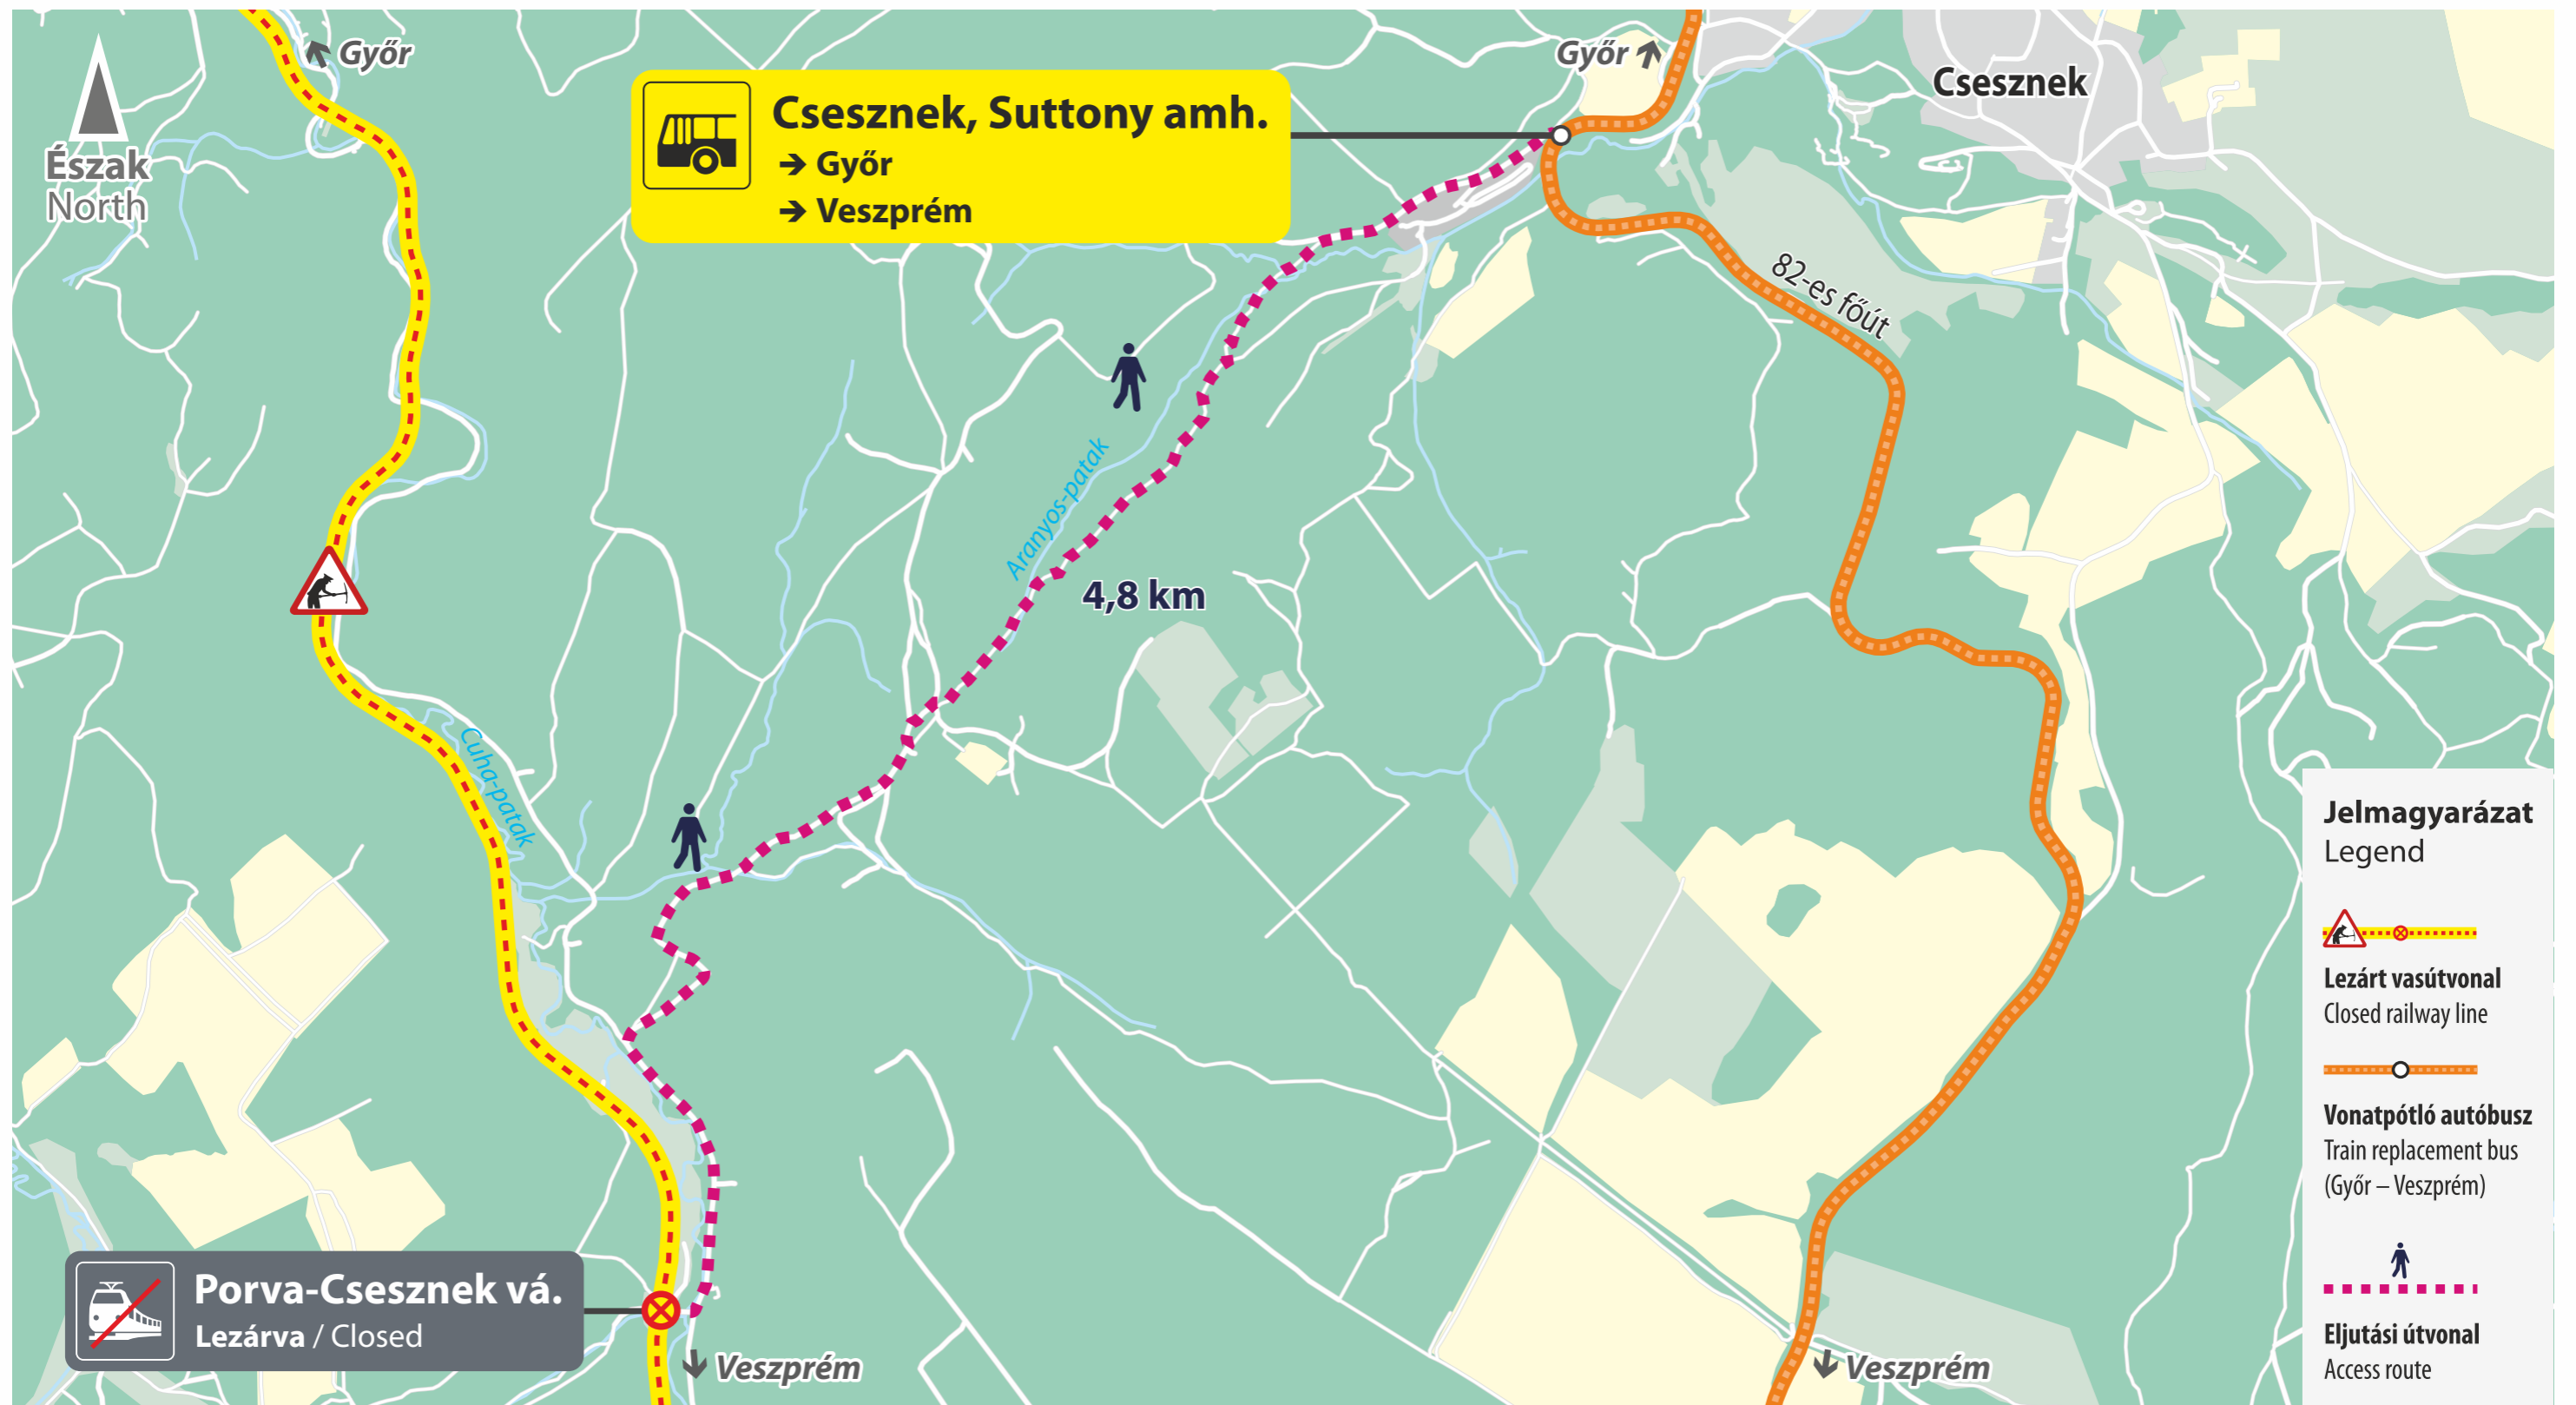 Győr
Győr
Csesznek
Észak
North
Csesznek, Suttony amh.
→ Győr
→ Veszprém
82-es főút
Aranyos-patak
4,8 km
Cuha-patak
Porva-Csesznek vá.
Lezárva / Closed
Veszprém
Veszprém
Jelmagyarázat
Legend
Lezárt vasútvonal
Closed railway line
Vonatpótló autóbusz
Train replacement bus
(Győr – Veszprém)
Eljutási útvonal
Access route